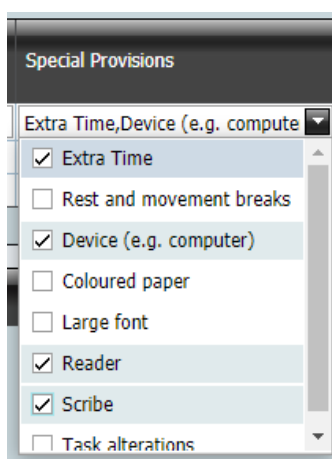 Special Provisions
Extra Time,Device (e.g. compute
Extra Time
Rest and movement breaks
Device (e.g. computer)
Coloured paper
Large font
Reader
Scribe
Task alterations